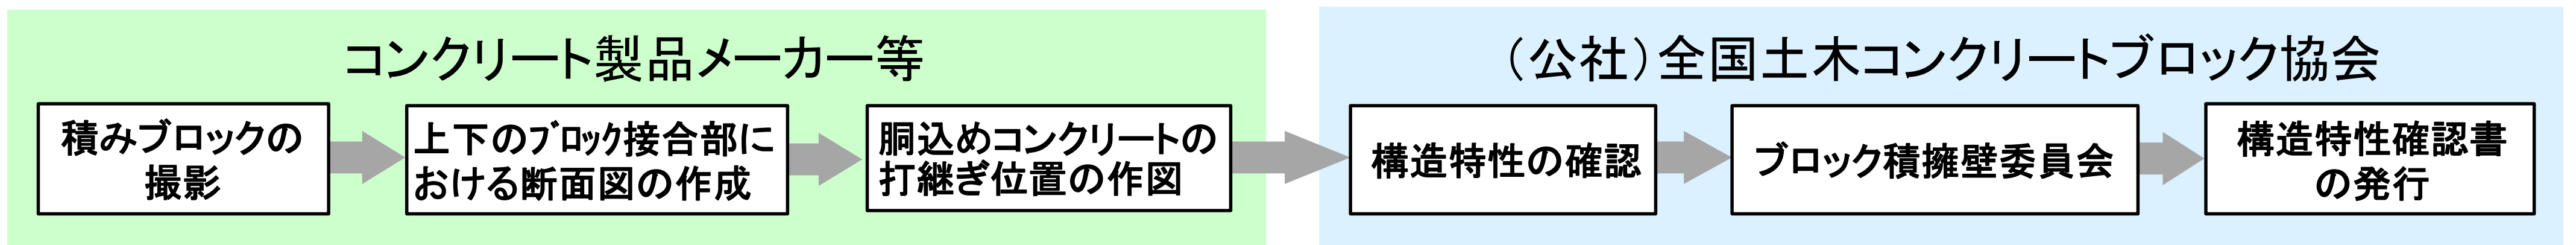 コンクリート製品メーカー等
積みブロックの
撮影
上下のﾌﾞﾛｯｸ接合部に
おける断面図の作成
胴込めコンクリートの
打継ぎ位置の作図
（公社）全国土木コンクリートブロック協会
構造特性の確認
ブロック積擁壁委員会
構造特性確認書
の発行